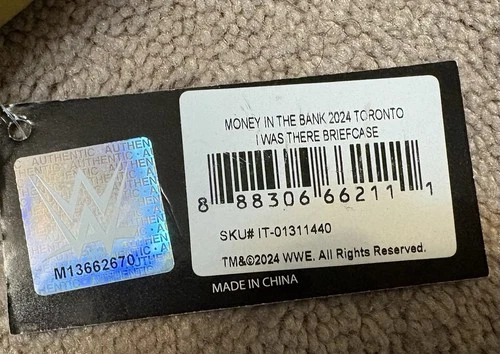 MONEY IN THE BANK 2024 TORONTO
I WAS THERE BRIEFCASE
8 88306 66211 1
SKU# IT-01311440
TM&©2024 WWE. All Rights Reserved.
MADE IN CHINA
AUTHENTIC
M13662670